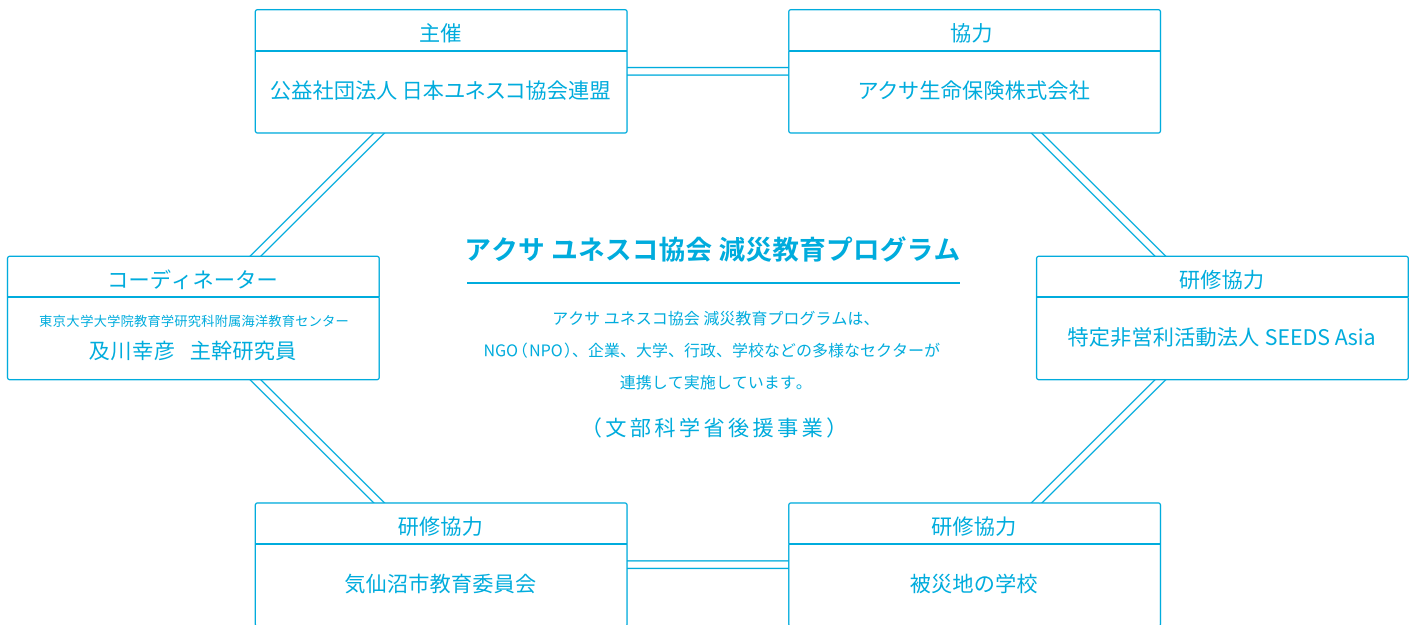 主催
公益社団法人 日本ユネスコ協会連盟
協力
アクサ生命保険株式会社
アクサ ユネスコ協会 減災教育プログラム
アクサ ユネスコ協会 減災教育プログラムは、
NGO（NPO）、企業、大学、行政、学校などの多様なセクターが
連携して実施しています。
（文部科学省後援事業）
コーディネーター
東京大学大学院教育学研究科附属海洋教育センター
及川幸彦 主幹研究員
研修協力
特定非営利活動法人 SEEDS Asia
研修協力
気仙沼市教育委員会
研修協力
被災地の学校